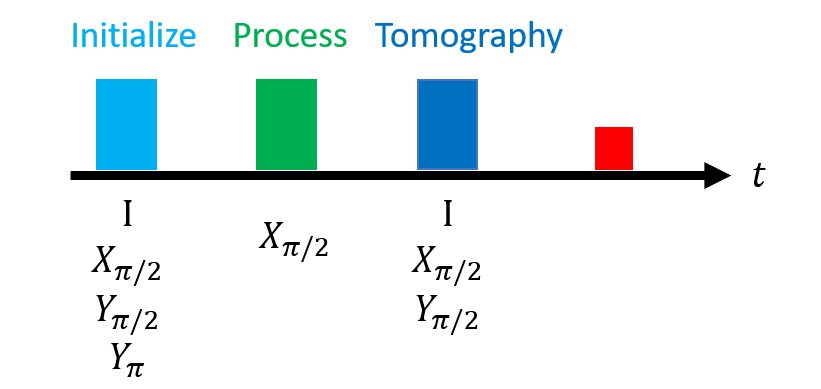 Initialize Process Tomography
t
I I
X_{π/2} X_{π/2} X_{π/2}
Y_{π/2} Y_{π/2}
Y_π